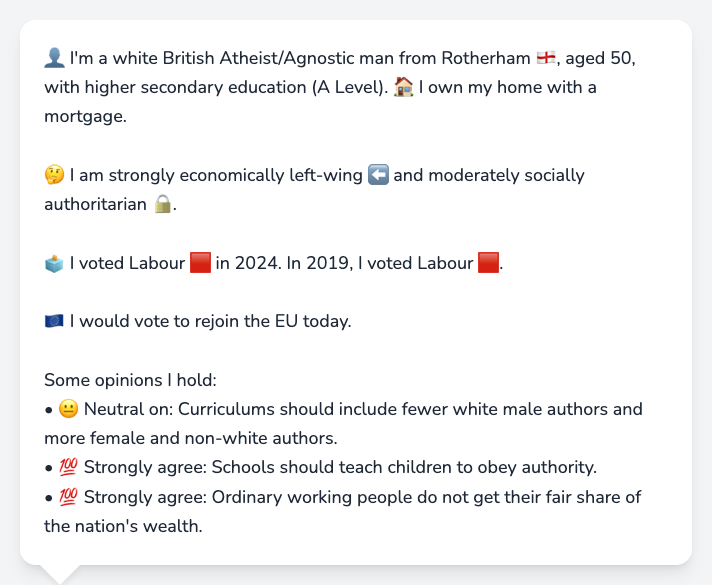 👤 I'm a white British Atheist/Agnostic man from Rotherham 🏴󠁧󠁢󠁥󠁮󠁧󠁿, aged 50,
with higher secondary education (A Level). 🏠 I own my home with a
mortgage.
🤔 I am strongly economically left-wing ⬅️ and moderately socially
authoritarian 🔒.
🗳️ I voted Labour 🟥 in 2024. In 2019, I voted Labour 🟥.
🇪🇺 I would vote to rejoin the EU today.
Some opinions I hold:
• 😐 Neutral on: Curriculums should include fewer white male authors and
more female and non-white authors.
• 💯 Strongly agree: Schools should teach children to obey authority.
• 💯 Strongly agree: Ordinary working people do not get their fair share of
the nation's wealth.